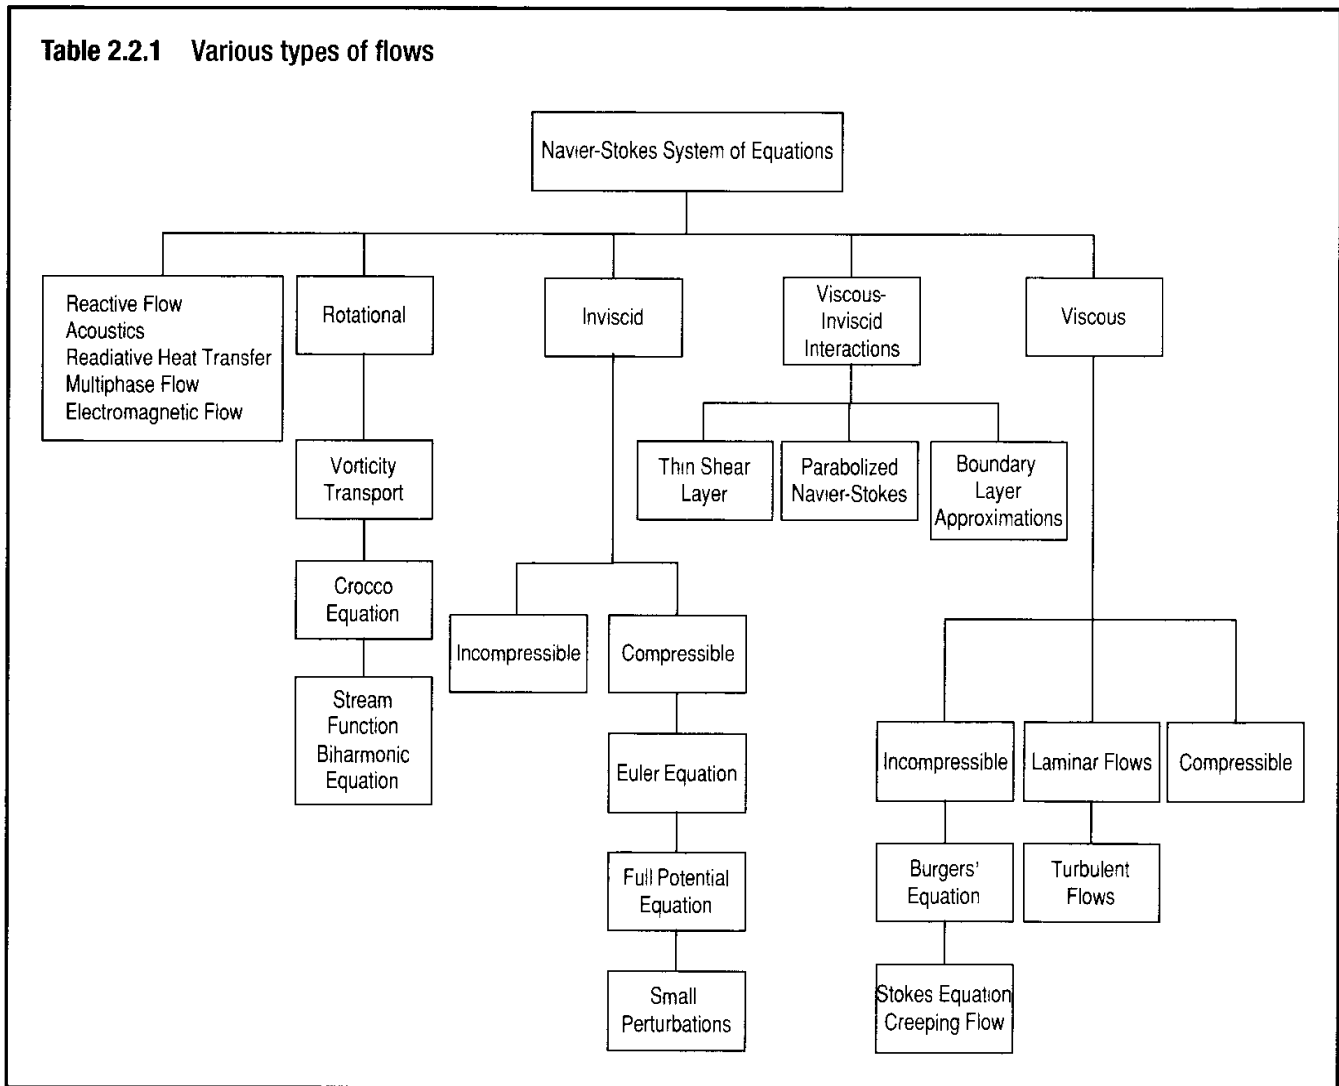 Table 2.2.1 Various types of flows
Navier-Stokes System of Equations
Reactive Flow
Acoustics
Readiative Heat Transfer
Multiphase Flow
Electromagnetic Flow
Rotational
Inviscid
Viscous-
Inviscid
Interactions
Viscous
Vorticity
Transport
Thin Shear
Layer
Parabolized
Navier-Stokes
Boundary
Layer
Approximations
Crocco
Equation
Incompressible
Compressible
Stream
Function
Biharmonic
Equation
Euler Equation
Incompressible
Laminar Flows
Compressible
Full Potential
Equation
Burgers'
Equation
Turbulent
Flows
Small
Perturbations
Stokes Equation
Creeping Flow